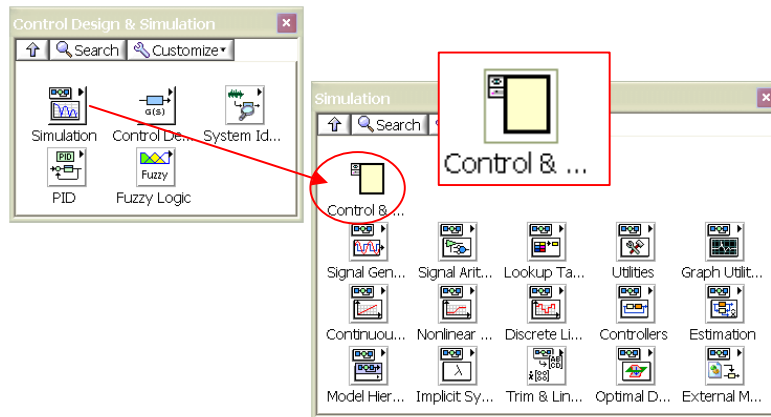 Control Design & Simulation
Search Customize
Simulation Control De... System Id...
PID Fuzzy Logic
G(s)
PID
Fuzzy
Simulation
Search
Control & ...
Control & ...
Signal Gen... Signal Arit... Lookup Ta... Utilities Graph Utilit...
Continuou... Nonlinear ... Discrete Li... Controllers Estimation
Model Hier... Implicit Sy... Trim & Lin... Optimal D... External M...
λ